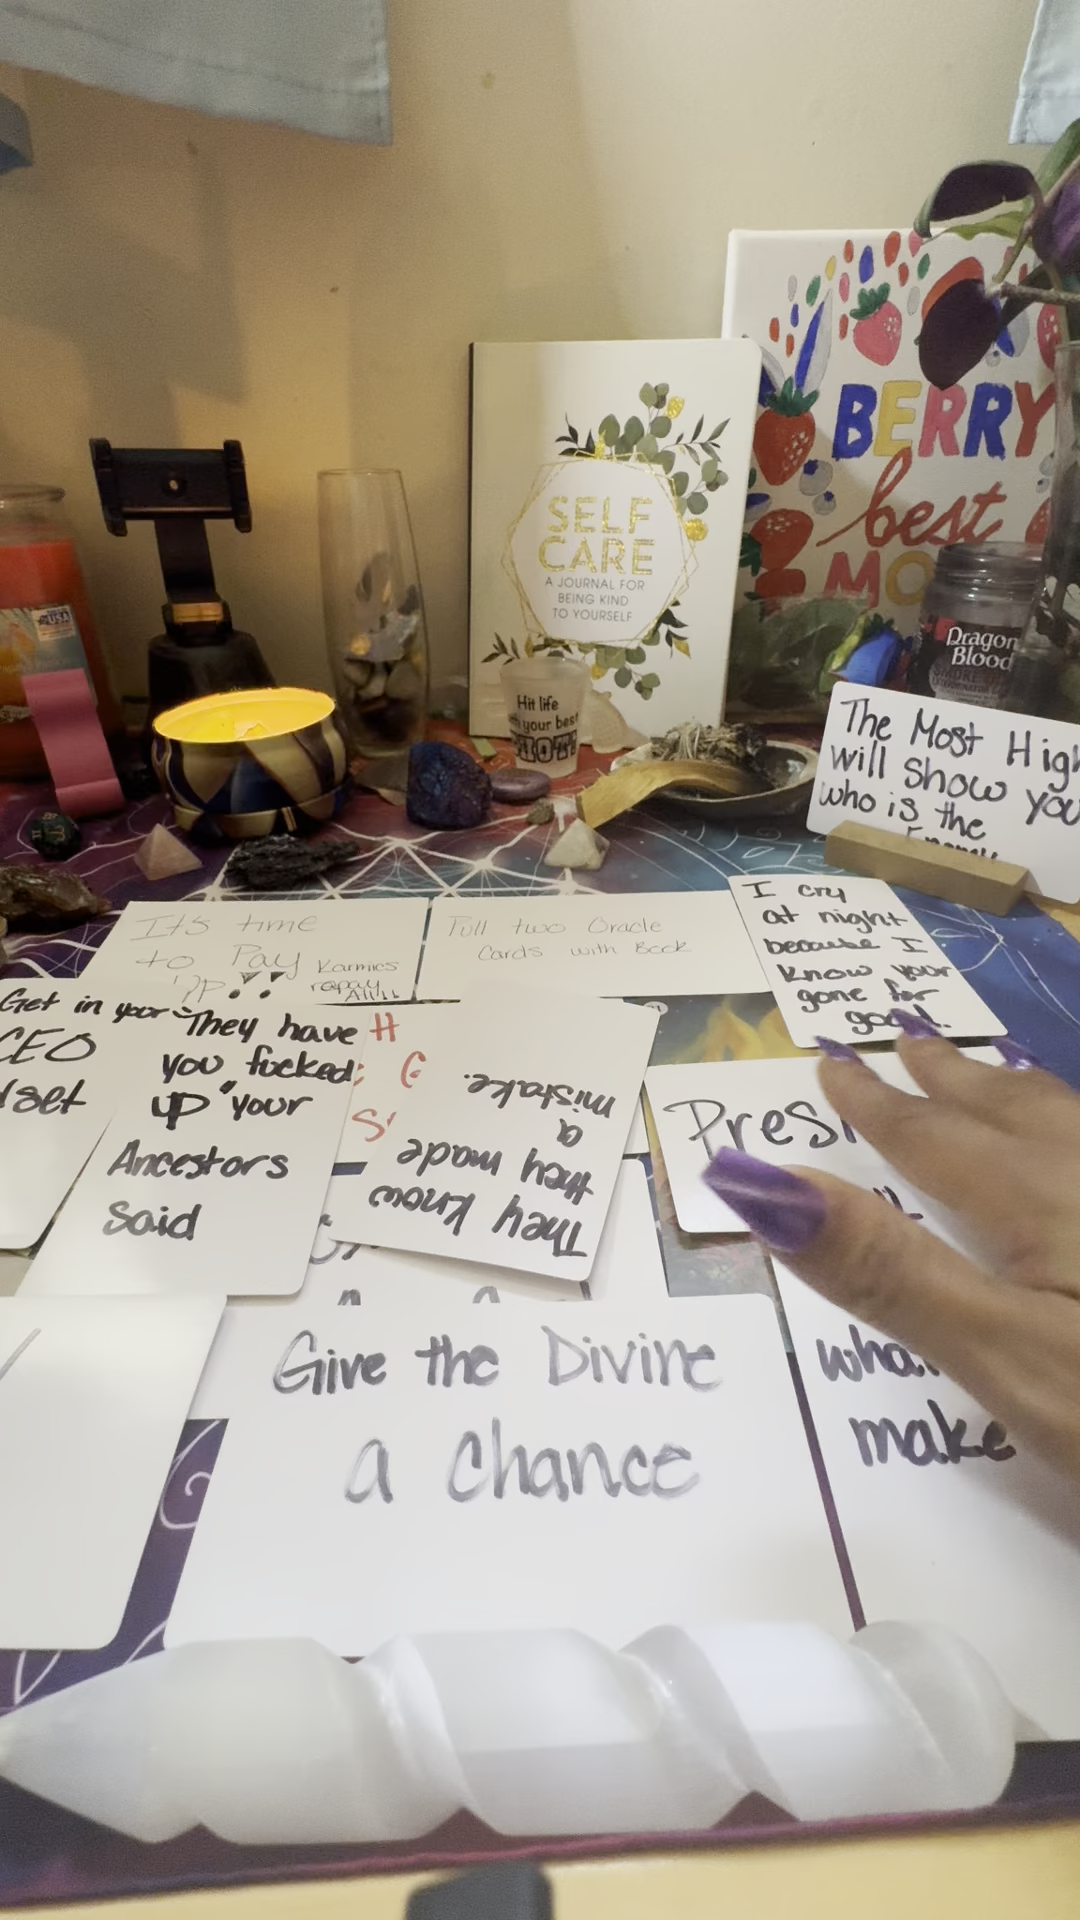 BERRY
best
SELF
CARE
A JOURNAL FOR
BEING KIND
TO YOURSELF
Dragon
Blood
USA
Hit life
your best
The Most High
will show you
who is the
I cry
at night
because I
know your
gone for
good.
It's time
to Pay
Karmics
repay
Pull two Oracle
Cards with Book
Get in your
CEO
They have
you fucked
up "your
Ancestors
said
They know
they made
a
mistake.
Give the Divine
a chance
make